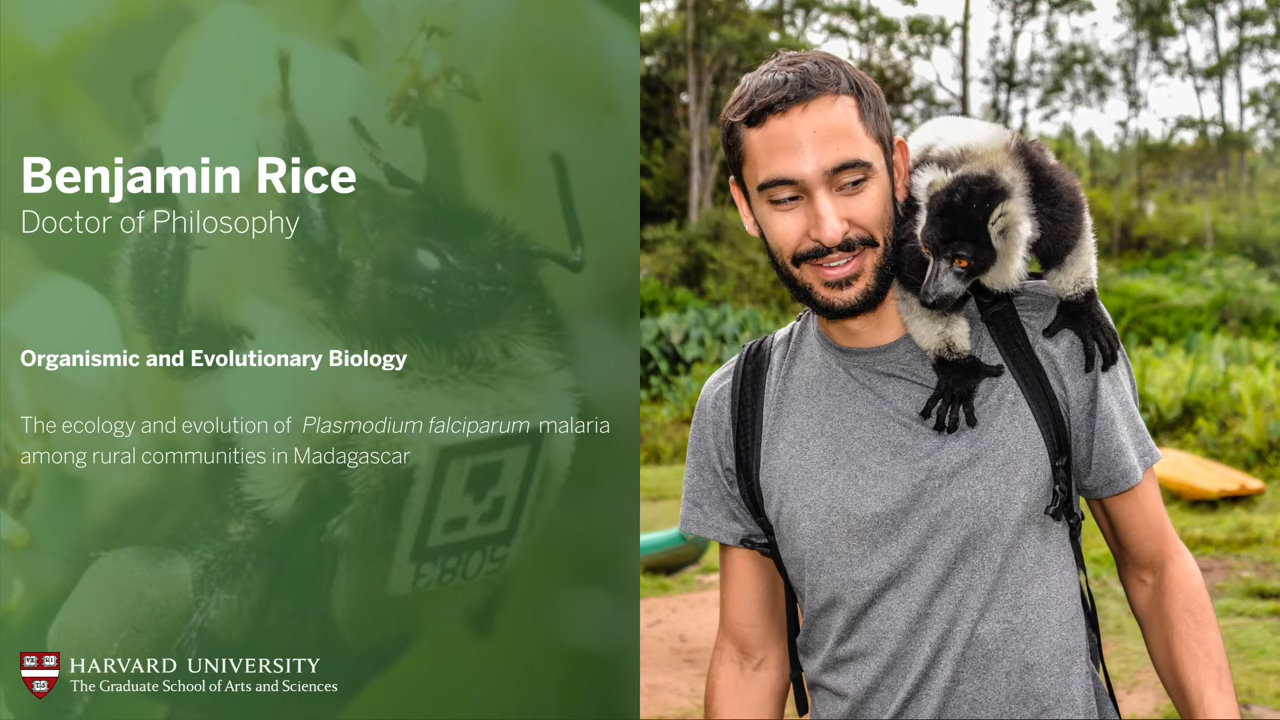 Benjamin Rice
Doctor of Philosophy
Organismic and Evolutionary Biology
The ecology and evolution of Plasmodium falciparum malaria
among rural communities in Madagascar
HARVARD UNIVERSITY
The Graduate School of Arts and Sciences